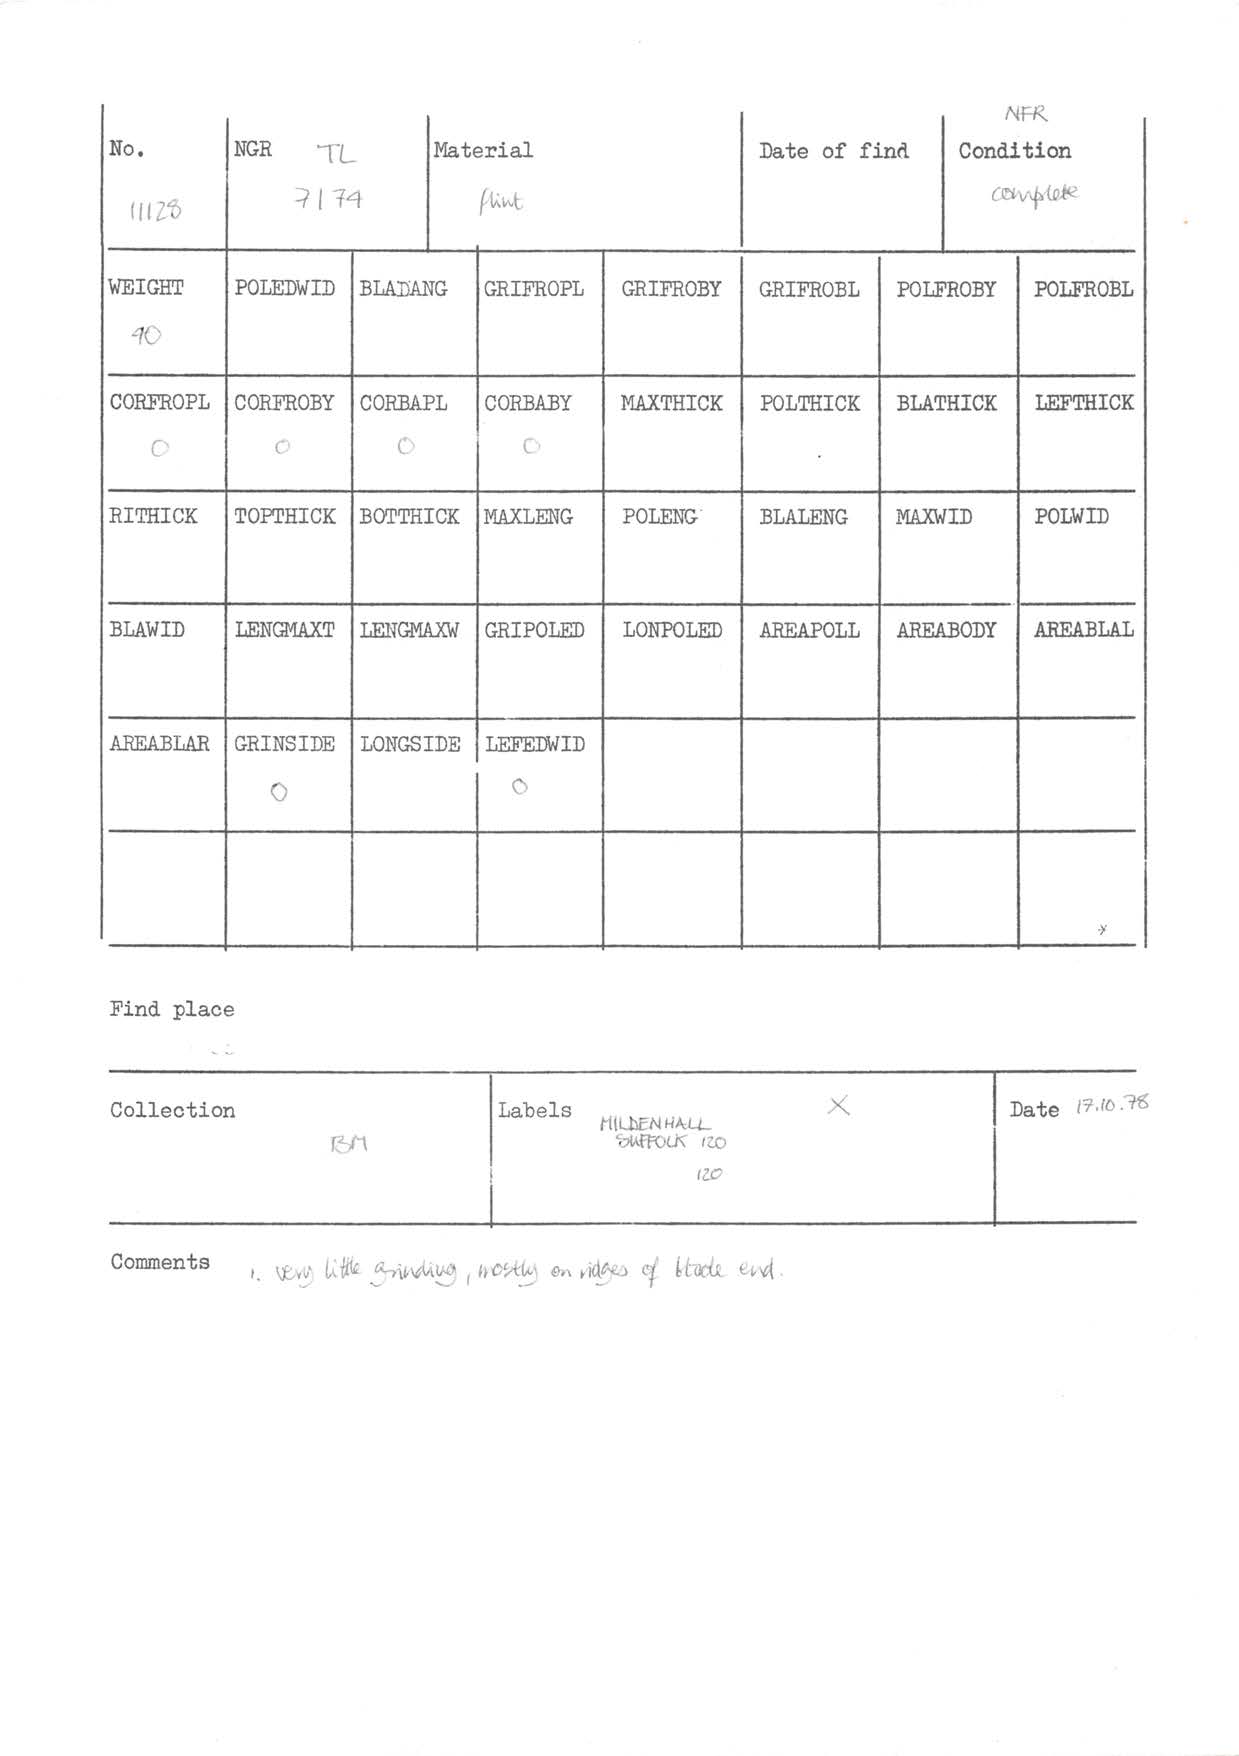 NFR
No. NGR TL Material Date of find Condition
11128 7174 flint complete
WEIGHT POLEDWID BLADANG GRIFROPL GRIFROBY GRIFROBL POLFROBY POLFROBL
90
CORFROPL CORFROBY CORBAPL CORBABY MAXTHICK POLTHICK BLATHICK LEFTHICK
0 0 0 0
RITHICK TOPTHICK BOTTHICK MAXLENG POLENG BLALENG MAXWID POLWID
BLAWID LENGMAXT LENGMAXW GRIPOLED LONPOLED AREAPOLL AREABODY AREABLAL
AREABLAR GRINSIDE LONGSIDE LEFEDWID
0 0
Find place
Collection Labels X Date 17.10.78
MILDENHALL
BM SUFFOLK 120
120
Comments 1. very little grinding, mostly on ridges of blade end.